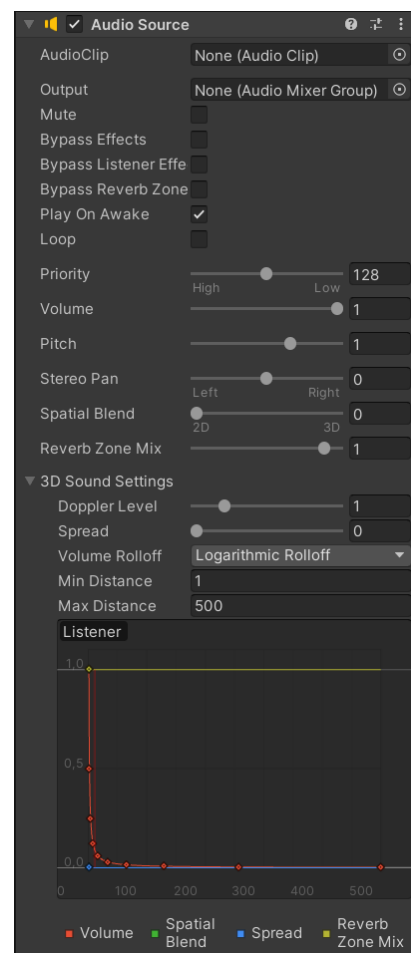 Audio Source
AudioClip None (Audio Clip)
Output None (Audio Mixer Group)
Mute
Bypass Effects
Bypass Listener Effe
Bypass Reverb Zone
Play On Awake
Loop
Priority 128
High Low
Volume 1
Pitch 1
Stereo Pan 0
Left Right
Spatial Blend 0
2D 3D
Reverb Zone Mix 1
3D Sound Settings
Doppler Level 1
Spread 0
Volume Rolloff Logarithmic Rolloff
Min Distance 1
Max Distance 500
Listener
1,0
0,5
0,0
0 100 200 300 400 500
Volume Spatial Blend Spread Reverb Zone Mix